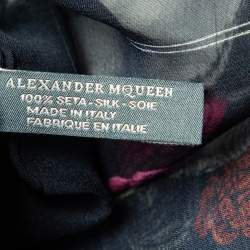 ALEXANDER MCQUEEN
100% SETA-SILK-SOIE
MADE IN ITALY
FABRIQUE EN ITALIE